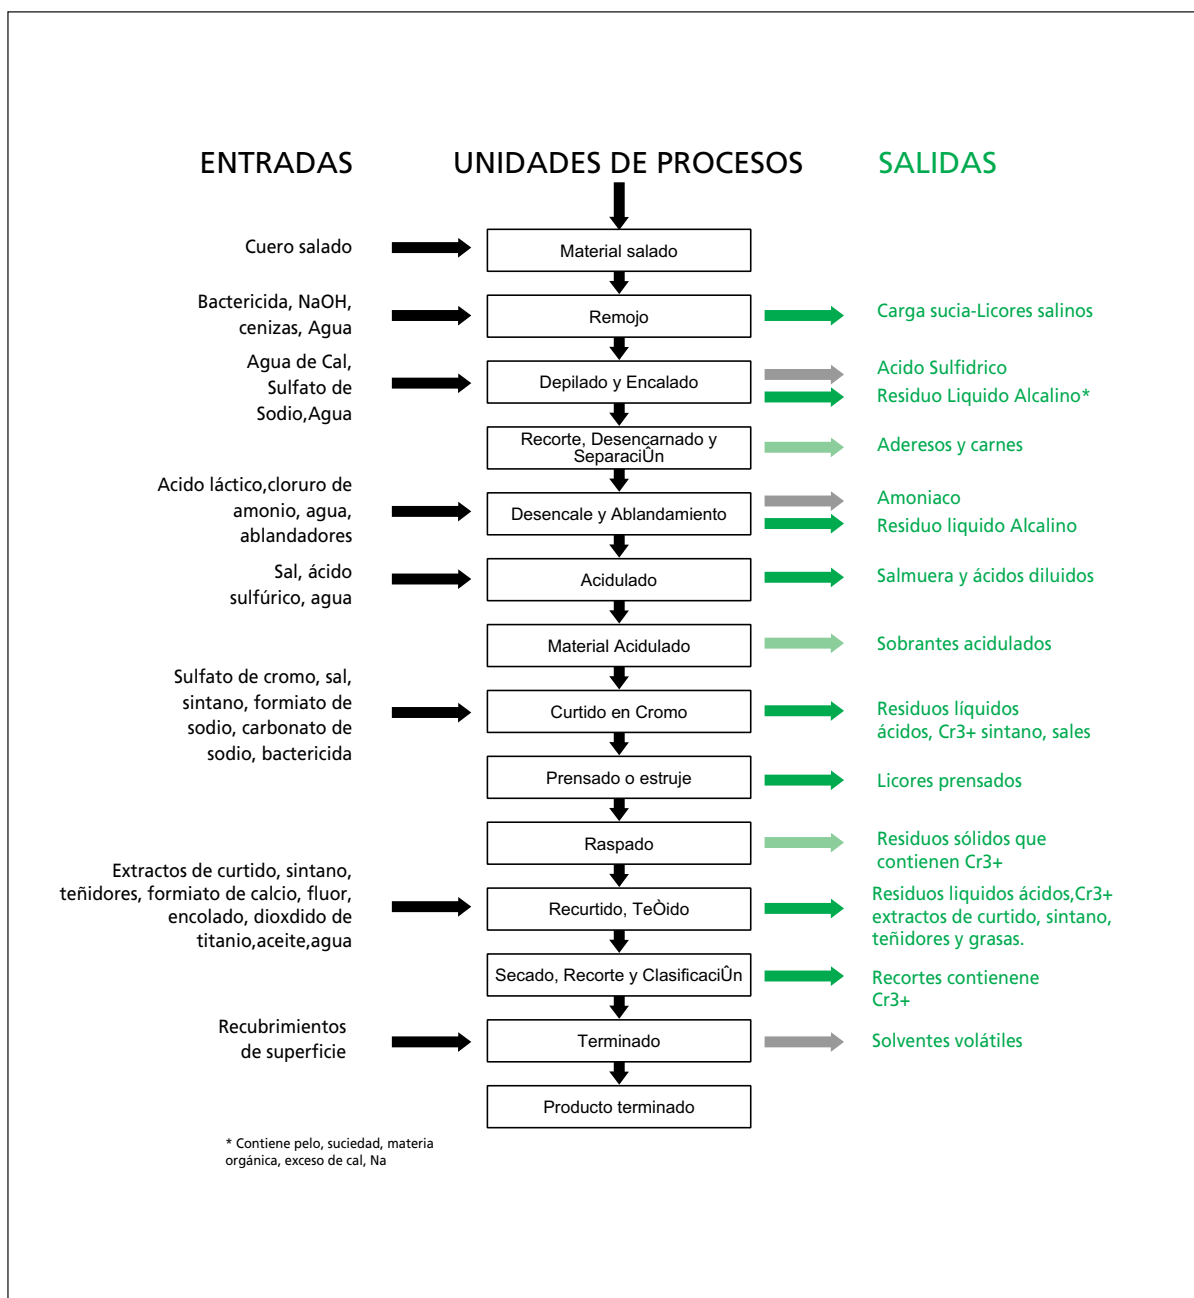 ENTRADAS
UNIDADES DE PROCESOS
SALIDAS
Cuero salado
Material salado
Bactericida, NaOH,
cenizas, Agua
Remojo
Carga sucia-Licores salinos
Agua de Cal,
Sulfato de
Sodio,Agua
Depilado y Encalado
Acido Sulfidrico
Residuo Liquido Alcalino*
Recorte, Desencarnado y
SeparaciÛn
Aderesos y carnes
Acido láctico,cloruro de
amonio, agua,
ablandadores
Desencale y Ablandamiento
Amoniaco
Residuo liquido Alcalino
Sal, ácido
sulfúrico, agua
Acidulado
Salmuera y ácidos diluidos
Material Acidulado
Sobrantes acidulados
Sulfato de cromo, sal,
sintano, formiato de
sodio, carbonato de
sodio, bactericida
Curtido en Cromo
Residuos líquidos
ácidos, Cr3+ sintano, sales
Prensado o estruje
Licores prensados
Raspado
Residuos sólidos que
contienen Cr3+
Extractos de curtido, sintano,
teñidores, formiato de calcio, fluor,
encolado, dioxdido de
titanio,aceite,agua
Recurtido, TeÒido
Residuos liquidos ácidos,Cr3+
extractos de curtido, sintano,
teñidores y grasas.
Secado, Recorte y ClasificaciÛn
Recortes contienene
Cr3+
Recubrimientos
de superficie
Terminado
Solventes volátiles
Producto terminado
* Contiene pelo, suciedad, materia
orgánica, exceso de cal, Na